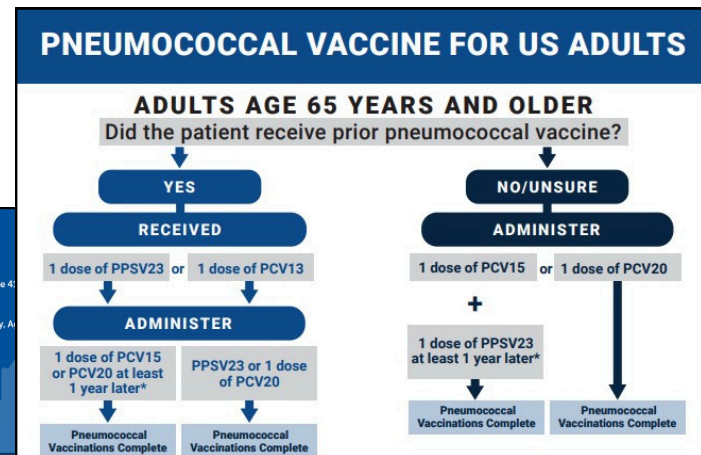 PNEUMOCOCCAL VACCINE FOR US ADULTS
ADULTS AGE 65 YEARS AND OLDER
Did the patient receive prior pneumococcal vaccine?
YES
RECEIVED
1 dose of PPSV23 or 1 dose of PCV13
ADMINISTER
1 dose of PCV15
or PCV20 at least
1 year later*
PPSV23 or 1 dose
of PCV20
Pneumococcal
Vaccinations Complete
Pneumococcal
Vaccinations Complete
NO/UNSURE
ADMINISTER
1 dose of PCV15 or 1 dose of PCV20
+
1 dose of PPSV23
at least 1 year later*
Pneumococcal
Vaccinations Complete
Pneumococcal
Vaccinations Complete